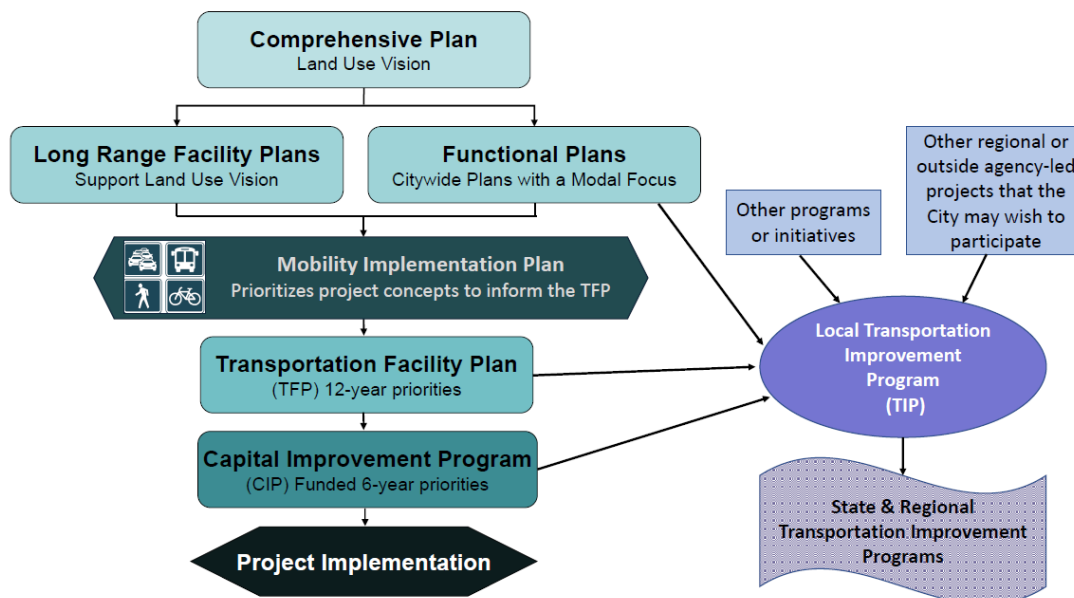 Comprehensive Plan
Land Use Vision
Long Range Facility Plans
Support Land Use Vision
Functional Plans
Citywide Plans with a Modal Focus
Other programs
or initiatives
Other regional or
outside agency-led
projects that the
City may wish to
participate
Mobility Implementation Plan
Prioritizes project concepts to inform the TFP
Transportation Facility Plan
(TFP) 12-year priorities
Local Transportation
Improvement
Program
(TIP)
Capital Improvement Program
(CIP) Funded 6-year priorities
State & Regional
Transportation Improvement
Programs
Project Implementation